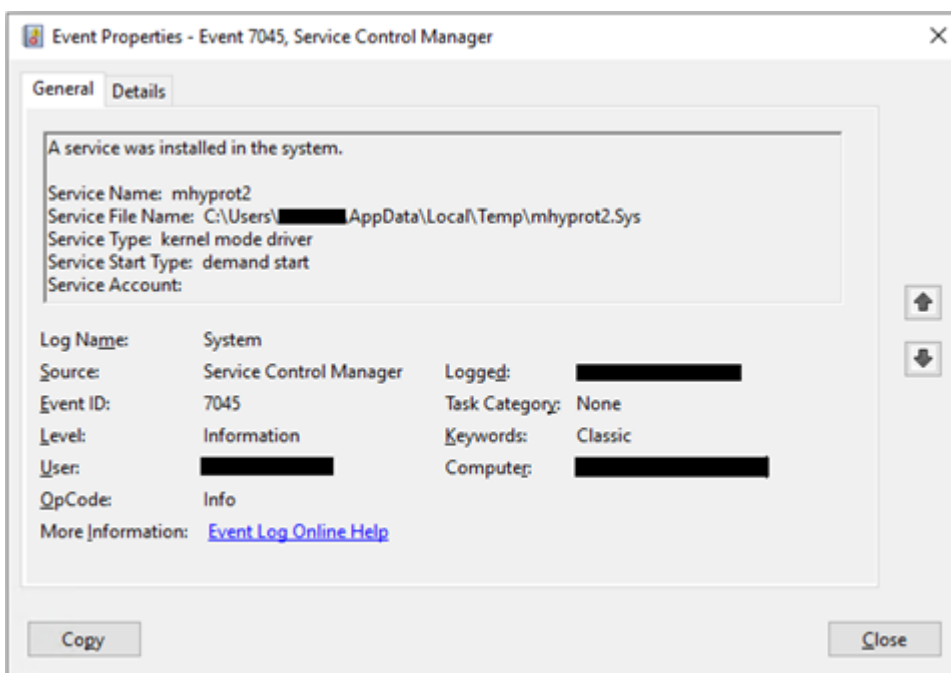 Event Properties - Event 7045, Service Control Manager
General Details
A service was installed in the system.
Service Name: mhyprot2
Service File Name: C:\Users\ AppData\Local\Temp\mhyprot2.Sys
Service Type: kernel mode driver
Service Start Type: demand start
Service Account:
Log Name: System
Source: Service Control Manager Logged:
Event ID: 7045 Task Category: None
Level: Information Keywords: Classic
User: Computer:
OpCode: Info
More Information: Event Log Online Help
Copy Close